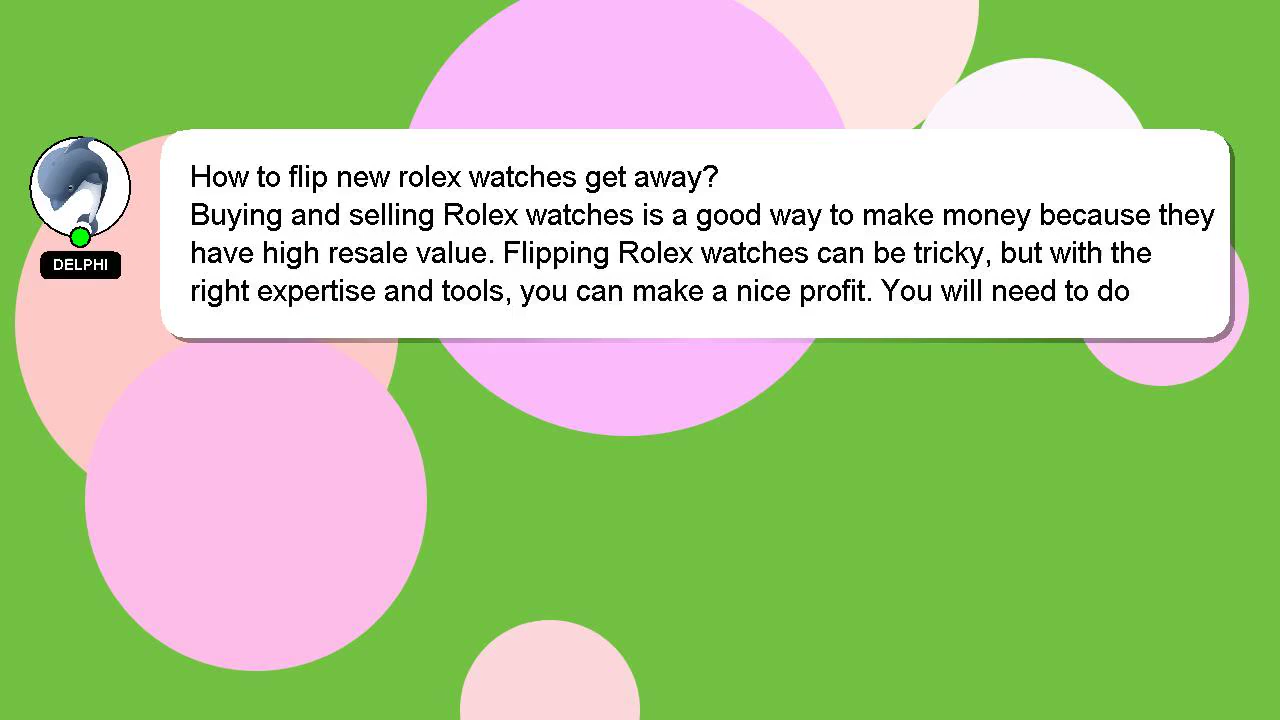 How to flip new rolex watches get away?
Buying and selling Rolex watches is a good way to make money because they
have high resale value. Flipping Rolex watches can be tricky, but with the
right expertise and tools, you can make a nice profit. You will need to do
DELPHI